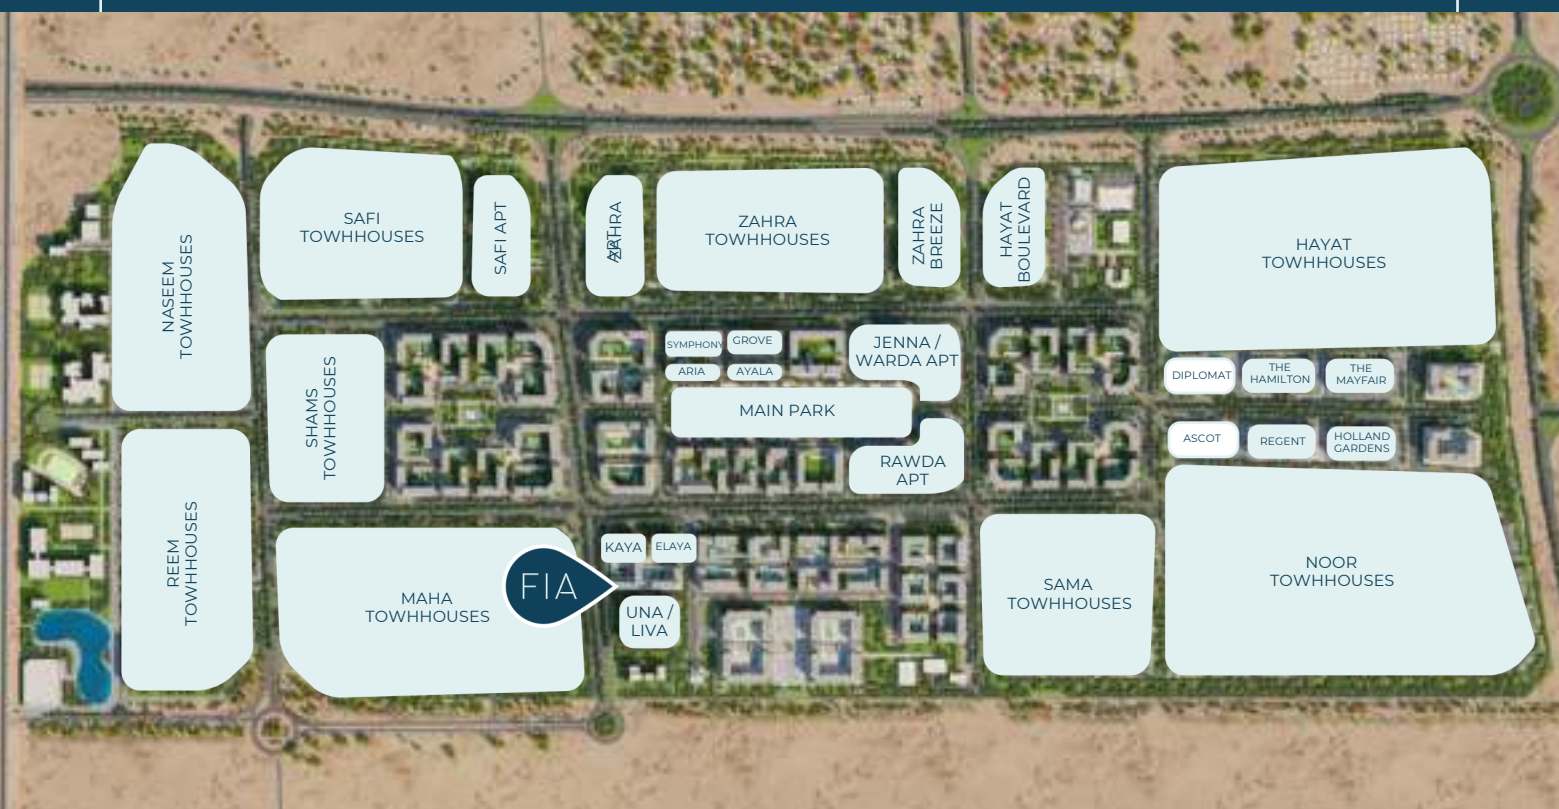 NASEEM
TOWHHOUSES
SAFI
TOWHHOUSES
SAFI APT
ZAHRA
APT
ZAHRA
TOWHHOUSES
ZAHRA
BREEZE
HAYAT
BOULEVARD
HAYAT
TOWHHOUSES
SHAMS
TOWHHOUSES
SYMPHONY
GROVE
ARIA
AYALA
JENNA /
WARDA APT
MAIN PARK
RAWDA
APT
DIPLOMAT
THE
HAMILTON
THE
MAYFAIR
ASCOT
REGENT
HOLLAND
GARDENS
REEM
TOWHHOUSES
MAHA
TOWHHOUSES
FIA
KAYA
ELAYA
UNA /
LIVA
SAMA
TOWHHOUSES
NOOR
TOWHHOUSES